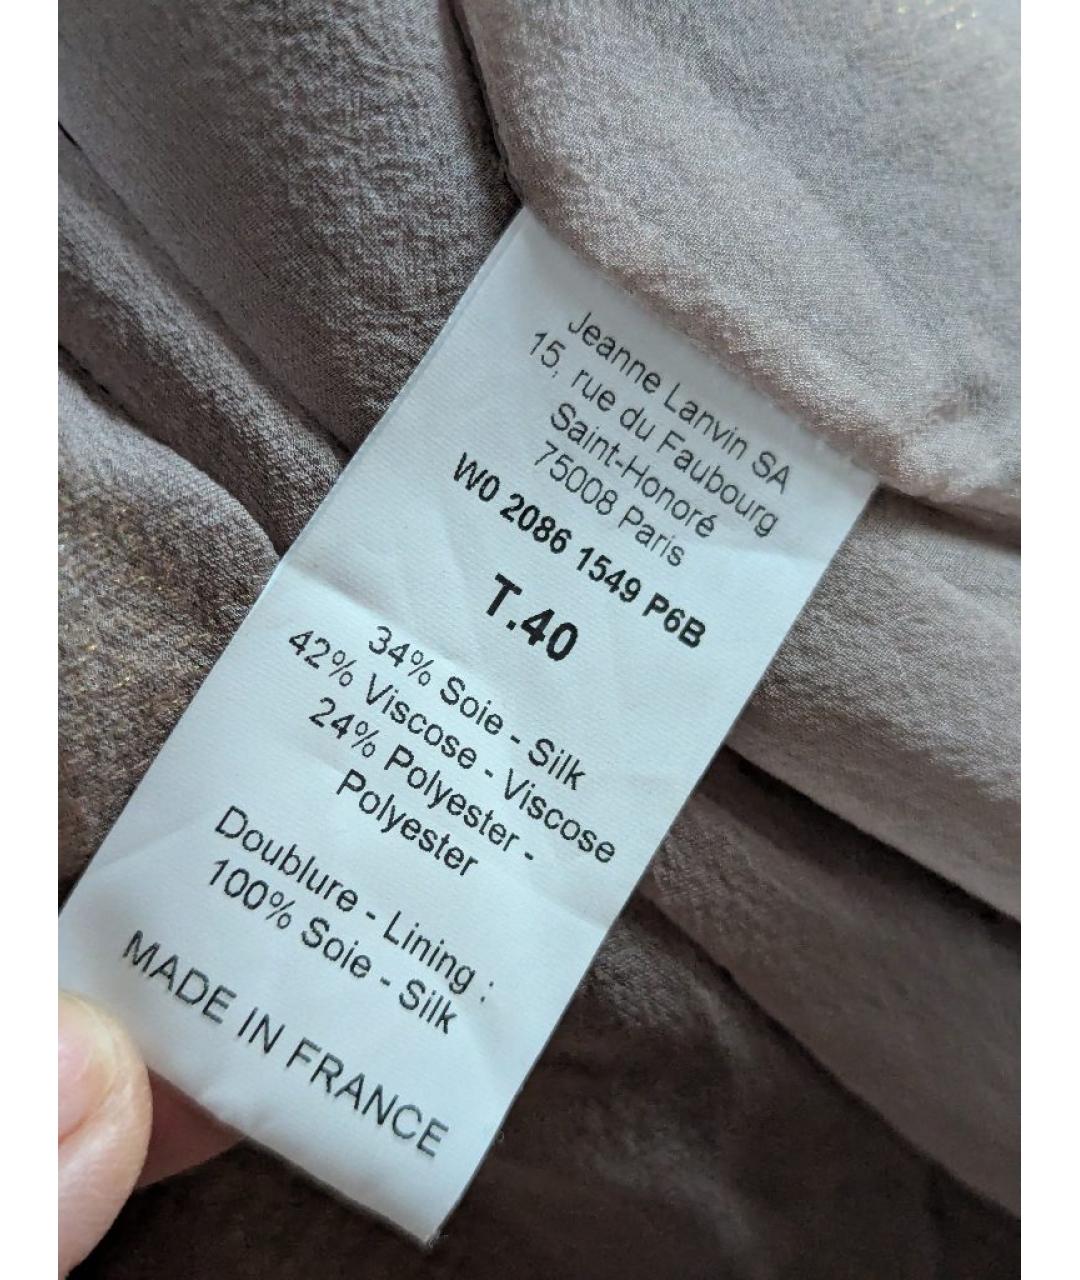 Jeanne Lanvin SA
15, rue du Faubourg
Saint-Honoré
75008 Paris
W0 2086 1549 P6B
T.40
34% Soie - Silk
42% Viscose - Viscose
24% Polyester -
Polyester
Doublure - Lining :
100% Soie - Silk
MADE IN FRANCE